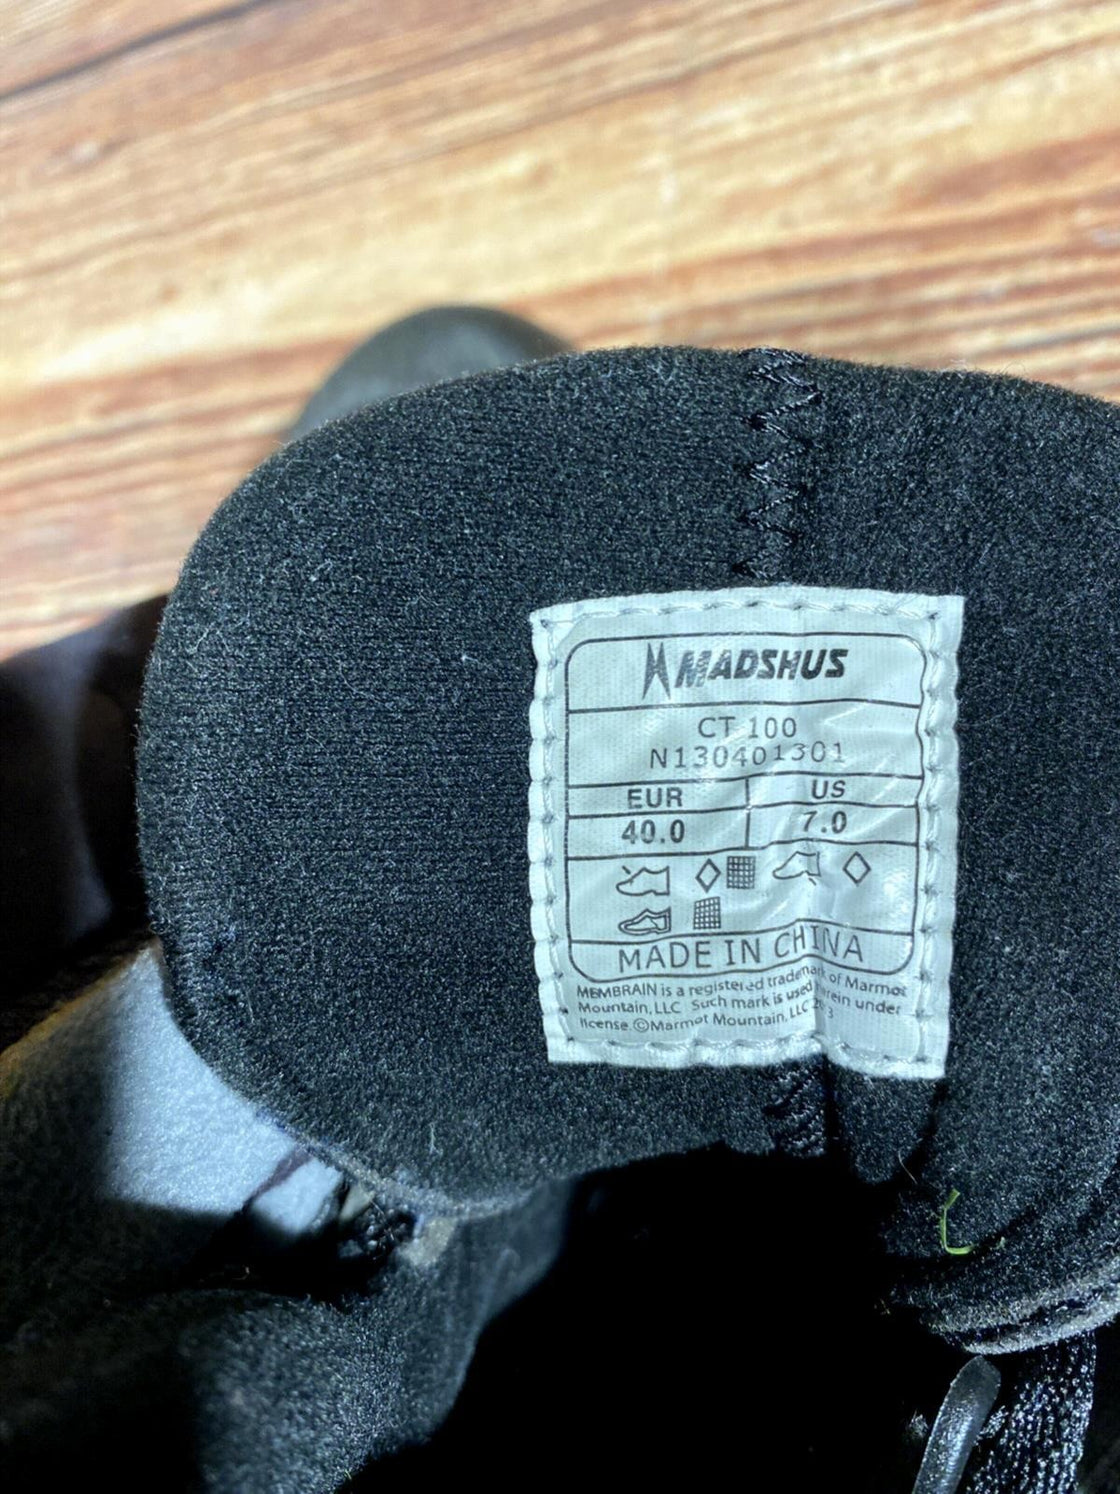 MADSHUS
CT 100
N130401301
EUR US
40.0 7.0
MADE IN CHINA
MEMBRAIN is a registered trademark of Marmot
Mountain, LLC Such mark is used herein under
license.©Marmot Mountain, LLC